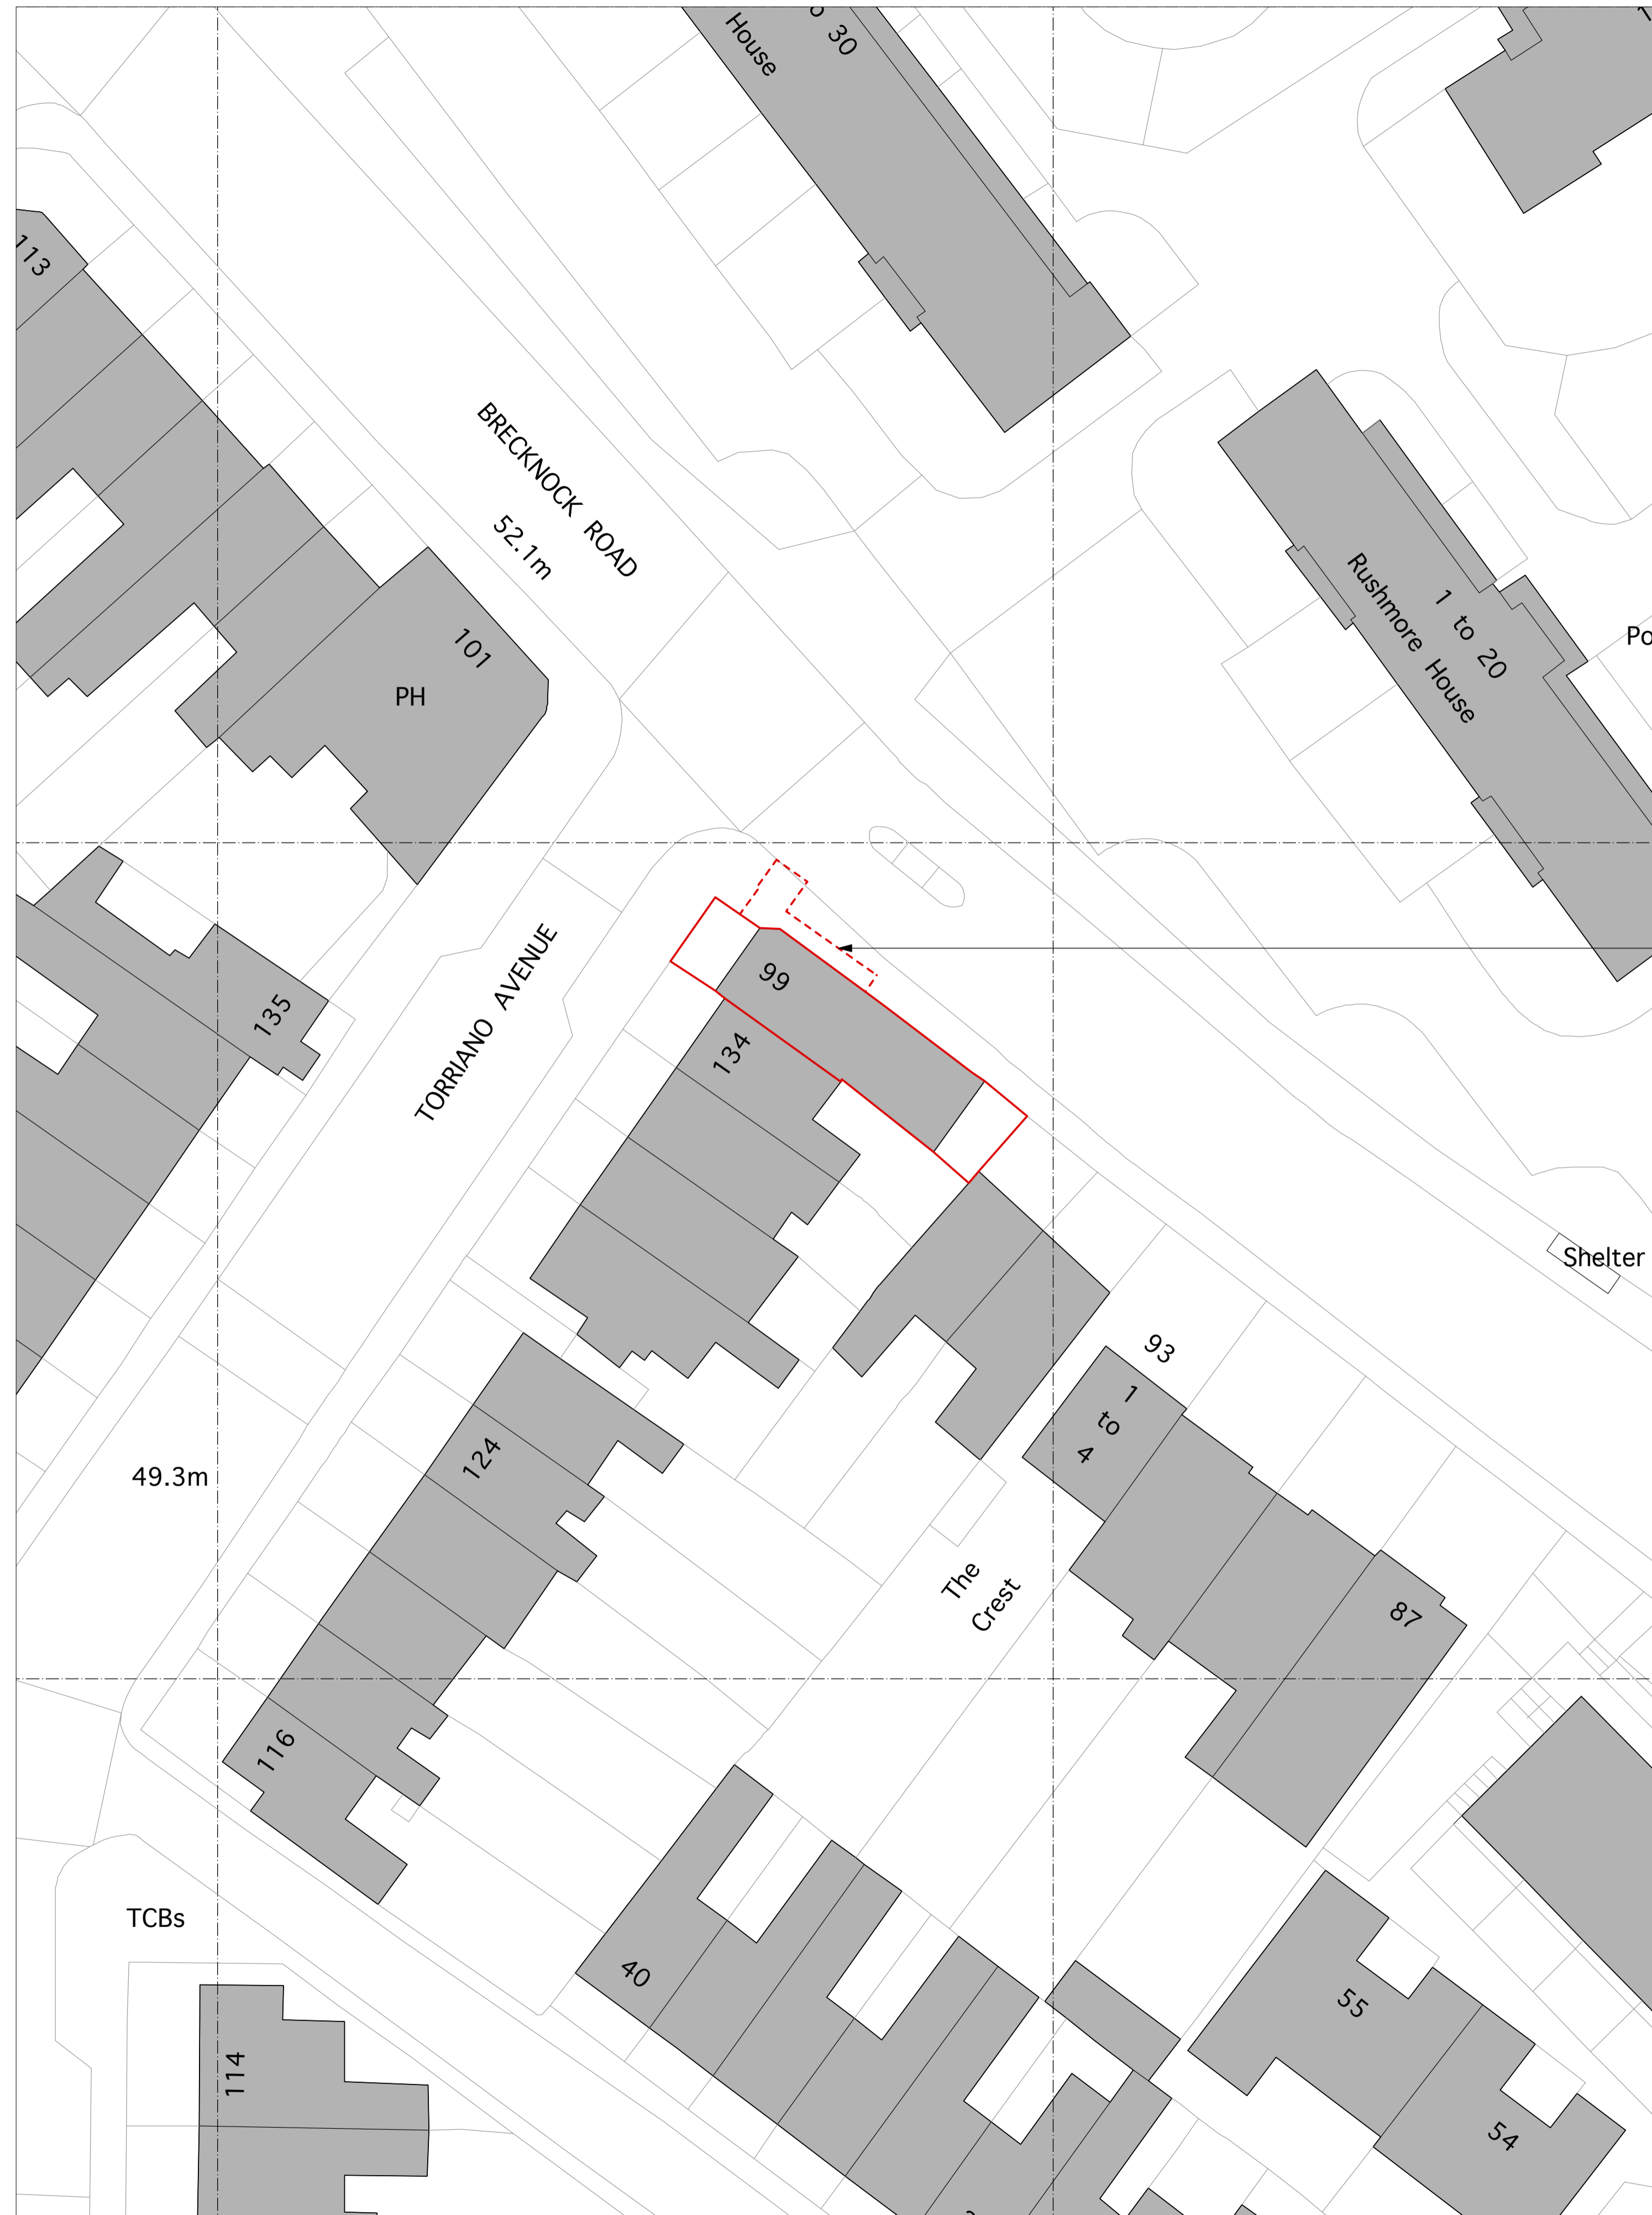 House
30
113
BRECKNOCK ROAD
52.1m
101
PH
1 to 20
Rushmore House
99
134
135
TORRIANO AVENUE
Shelter
93
1
to
4
124
49.3m
The
Crest
87
116
TCBs
40
55
114
54